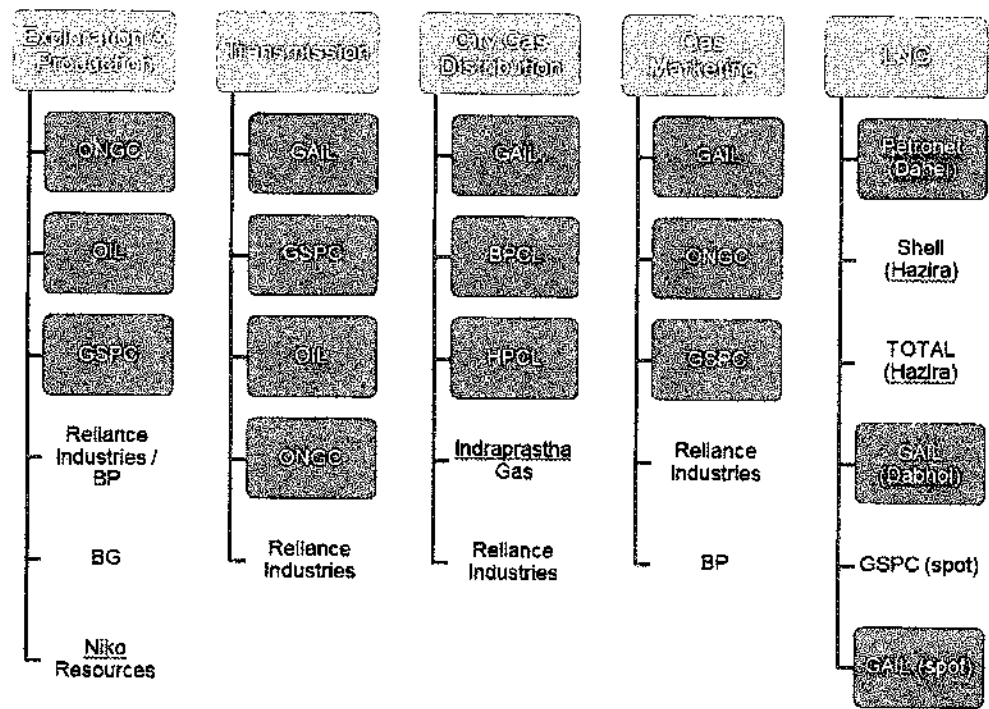 Exploration &
Production
ONGC
OIL
GSPC
Reliance
Industries /
BP
BG
Niko
Resources
Transmission
GAIL
GSPC
OIL
ONGC
Reliance
Industries
City Gas
Distribution
GAIL
BPCL
HPCL
Indraprastha
Gas
Reliance
Industries
Gas
Marketing
GAIL
ONGC
GSPC
Reliance
Industries
BP
LNG
Petronet
(Dahej)
Shell
(Hazira)
TOTAL
(Hazira)
GAIL
(Dabhol)
GSPC (spot)
GAIL (spot)